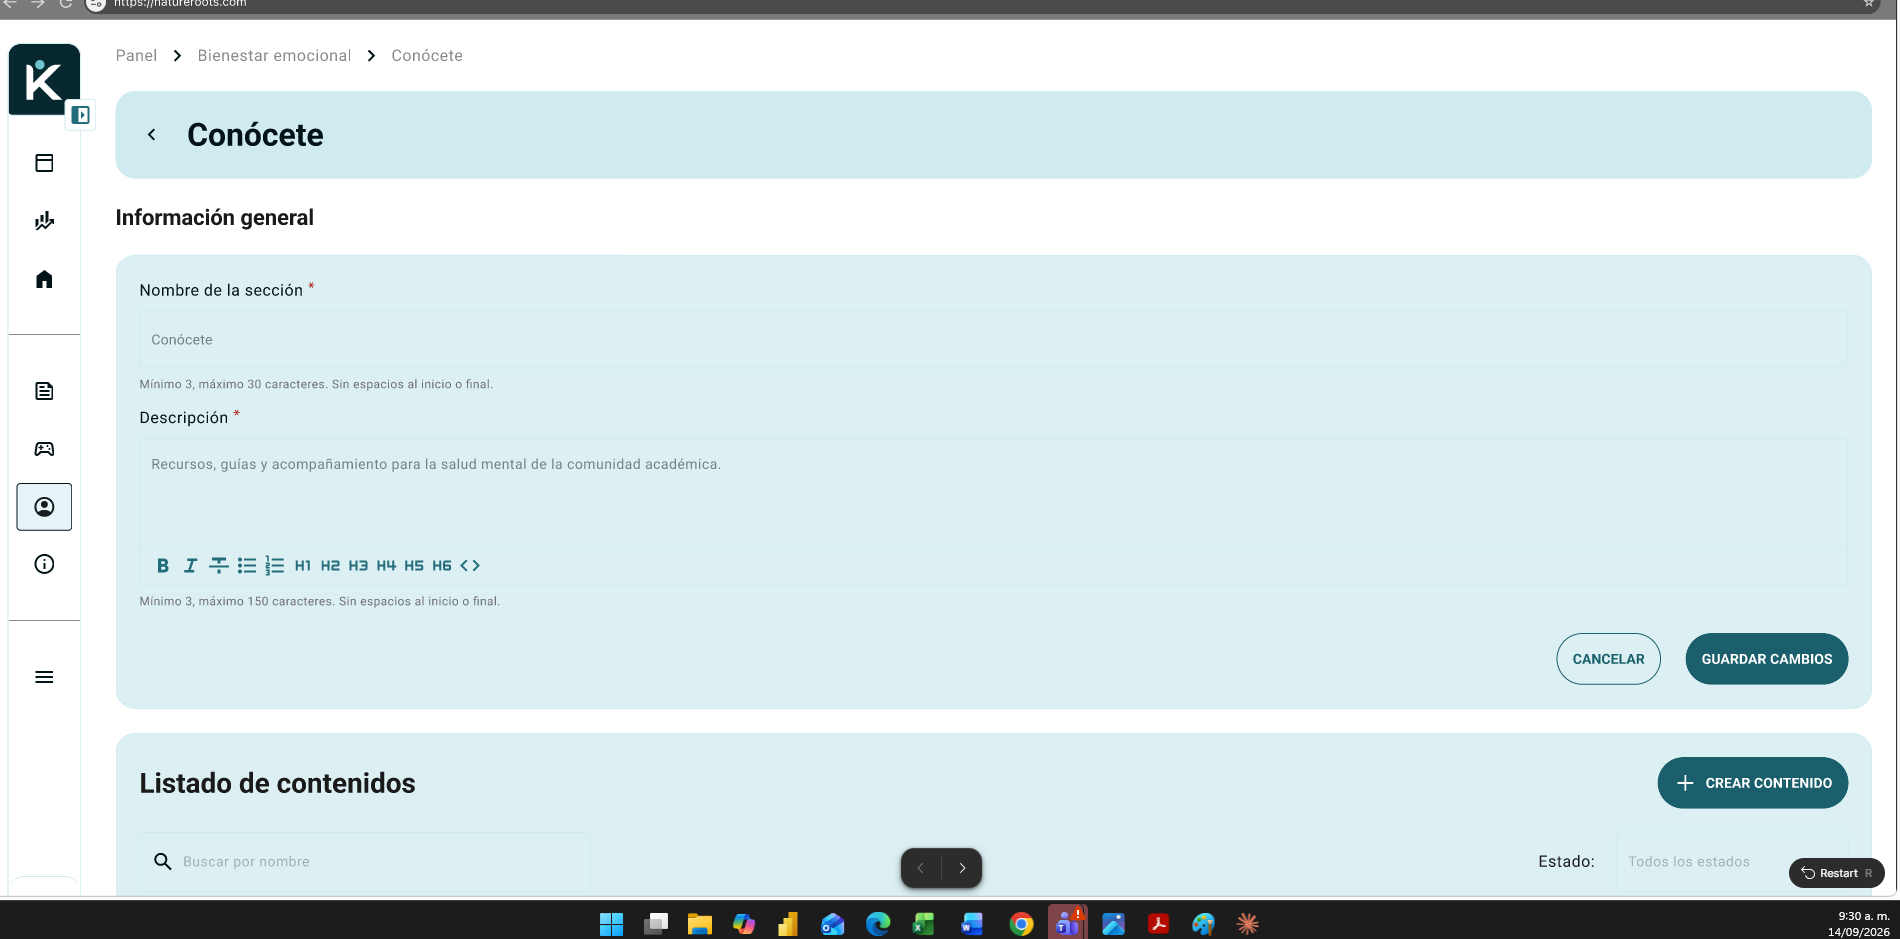 https://natureroots.com
Panel > Bienestar emocional > Conócete
Conócete
Información general
Nombre de la sección *
Conócete
Mínimo 3, máximo 30 caracteres. Sin espacios al inicio o final.
Descripción *
Recursos, guías y acompañamiento para la salud mental de la comunidad académica.
B I T H1 H2 H3 H4 H5 H6 <>
Mínimo 3, máximo 150 caracteres. Sin espacios al inicio o final.
CANCELAR GUARDAR CAMBIOS
Listado de contenidos
+ CREAR CONTENIDO
Buscar por nombre
Estado: Todos los estados
Restart R
9:30 a. m.
14/09/2026